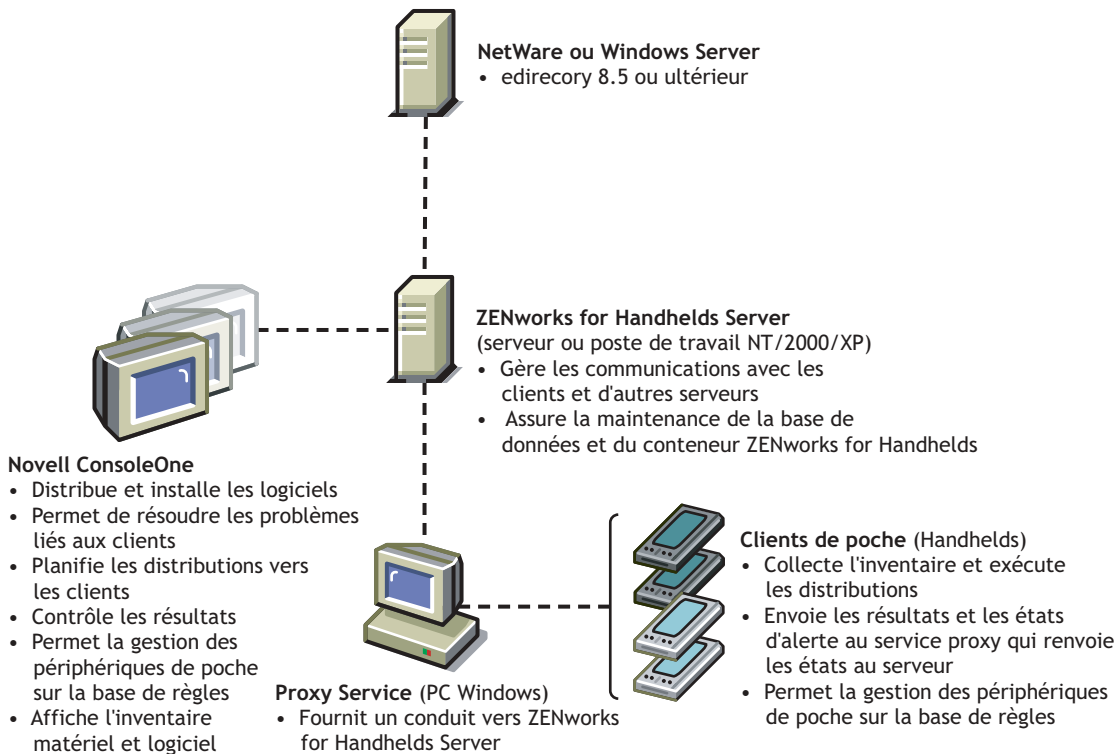 NetWare ou Windows Server
• edirecory 8.5 ou ultérieur
ZENworks for Handhelds Server
(serveur ou poste de travail NT/2000/XP)
• Gère les communications avec les
clients et d'autres serveurs
• Assure la maintenance de la base de
données et du conteneur ZENworks for Handhelds
Novell ConsoleOne
• Distribue et installe les logiciels
• Permet de résoudre les problèmes
liés aux clients
• Planifie les distributions vers
les clients
• Contrôle les résultats
• Permet la gestion des
périphériques de poche
sur la base de règles
• Affiche l'inventaire
matériel et logiciel
Proxy Service (PC Windows)
• Fournit un conduit vers ZENworks
for Handhelds Server
Clients de poche (Handhelds)
• Collecte l'inventaire et exécute
les distributions
• Envoie les résultats et les états
d'alerte au service proxy qui renvoie
les états au serveur
• Permet la gestion des périphériques
de poche sur la base de règles